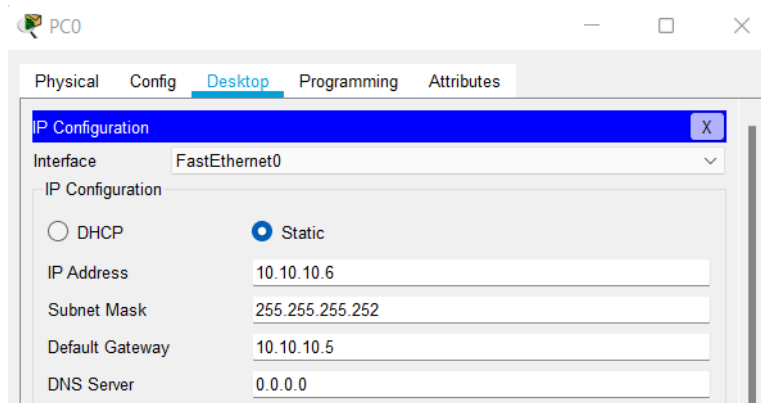 PC0
Physical Config Desktop Programming Attributes
IP Configuration X
Interface FastEthernet0
IP Configuration
DHCP Static
IP Address 10.10.10.6
Subnet Mask 255.255.255.252
Default Gateway 10.10.10.5
DNS Server 0.0.0.0